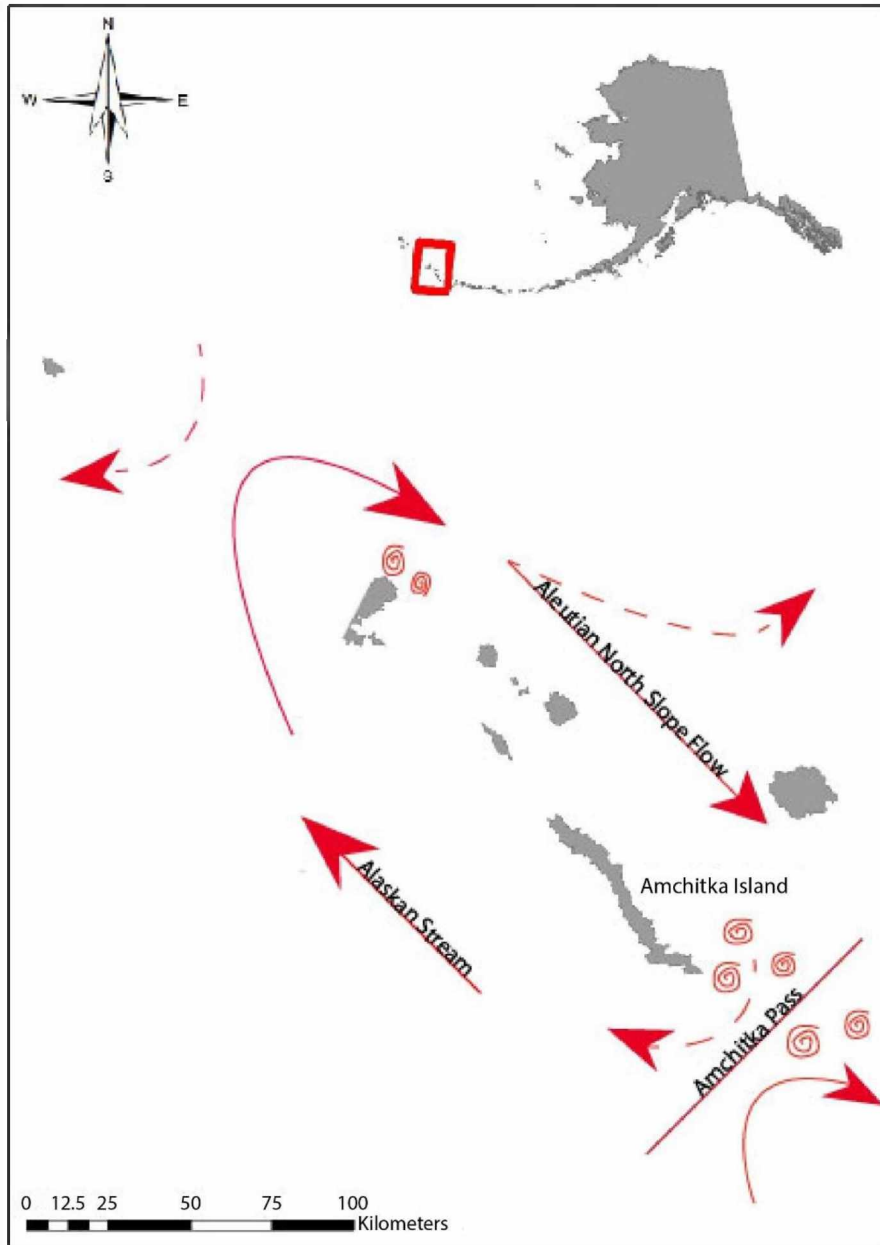 N
W E
S
Aleutian North Slope Flow
Alaskan Stream
Amchitka Island
Amchitka Pass
0 12.5 25 50 75 100
Kilometers